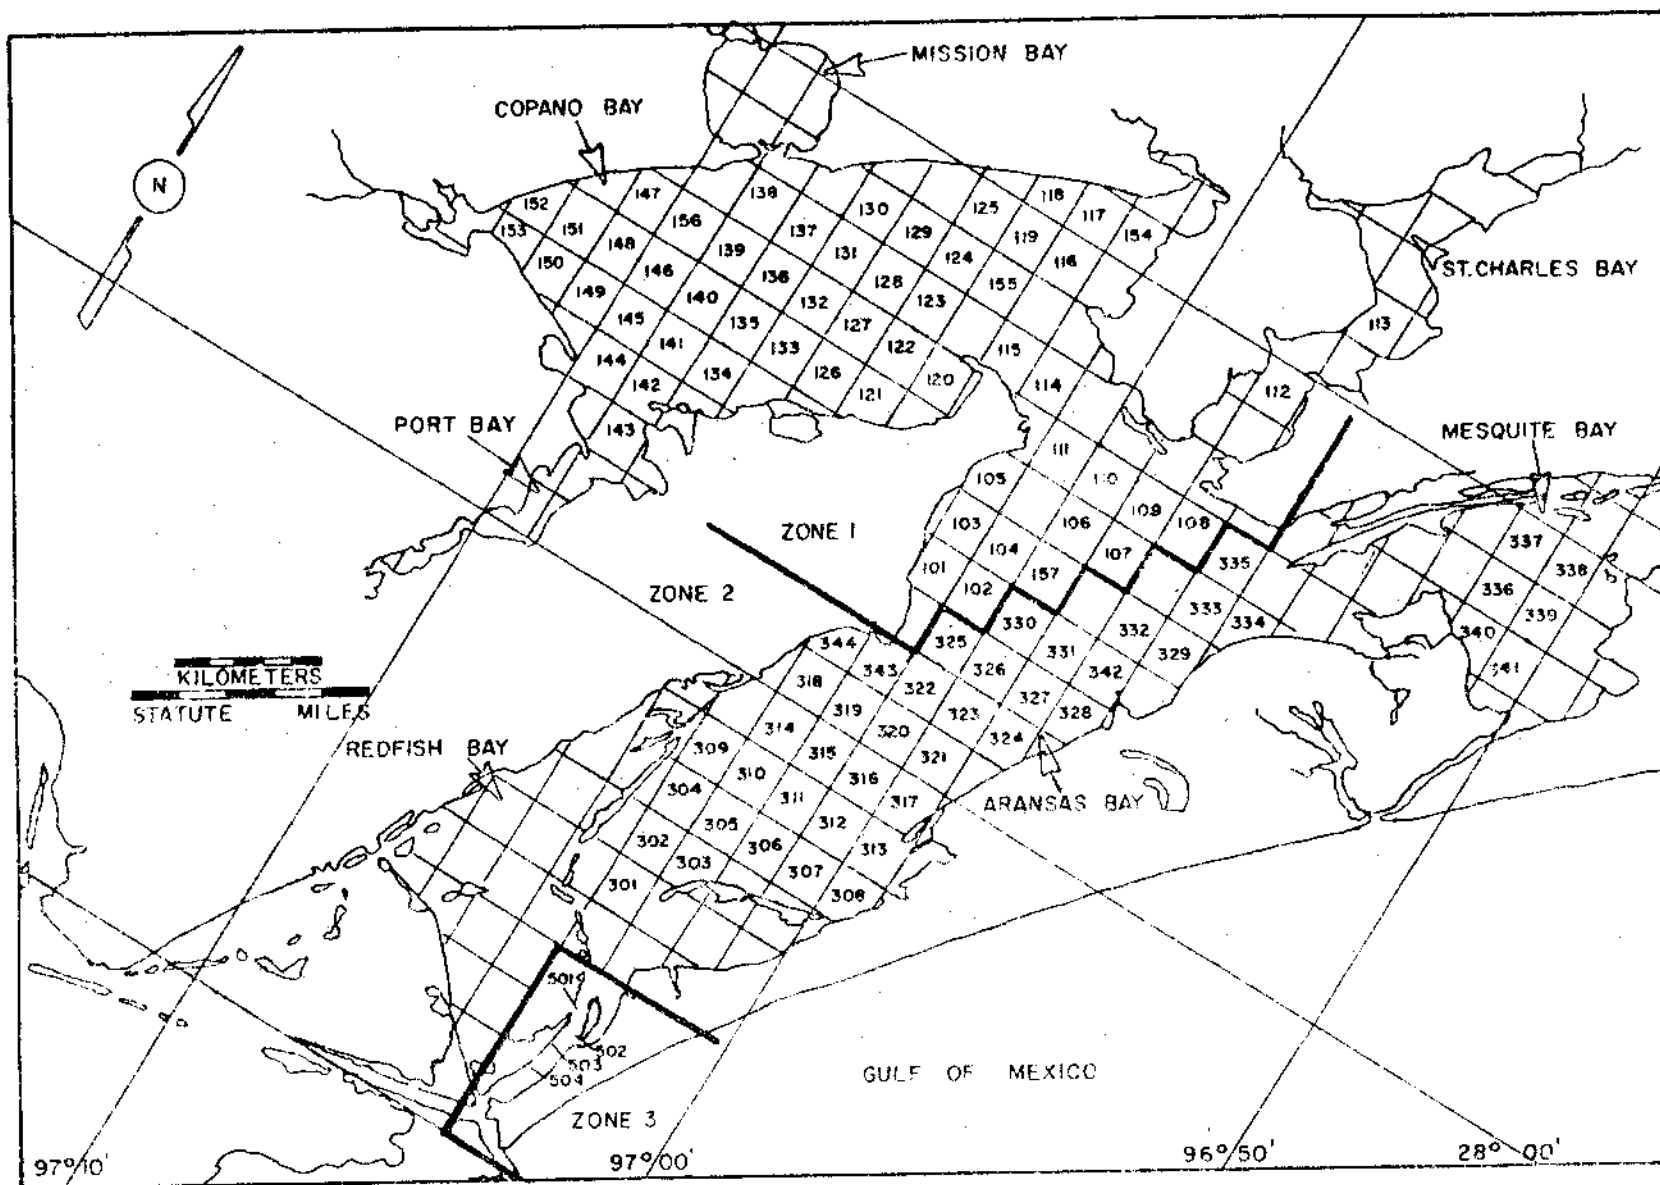 MISSION BAY
COPANO BAY
N
152 147 138 130 125 118 117
153 151 148 156 139 137 131 129 124 119 116 154
150 149 146 140 136 132 128 123 155
145 141 135 133 127 122 115
144 142 134 126 121 120 114
143
ST. CHARLES BAY
113
112
PORT BAY
MESQUITE BAY
105 111 110 109 108
103 104 106 107
101 102 157
ZONE 1
ZONE 2
335 337
336 338
333 334 339
340
344 325 330 332 329
343 326 331 342
318 322 327 328
319 323 324
314 320 321
309 315 316 317
310 311 312 313
304 305 306 307 308
302 303
301
KILOMETERS
STATUTE MILES
REDFISH BAY
ARANSAS BAY
501
502
503
504
GULF OF MEXICO
ZONE 3
97°10' 97°00' 96°50' 28° 00'